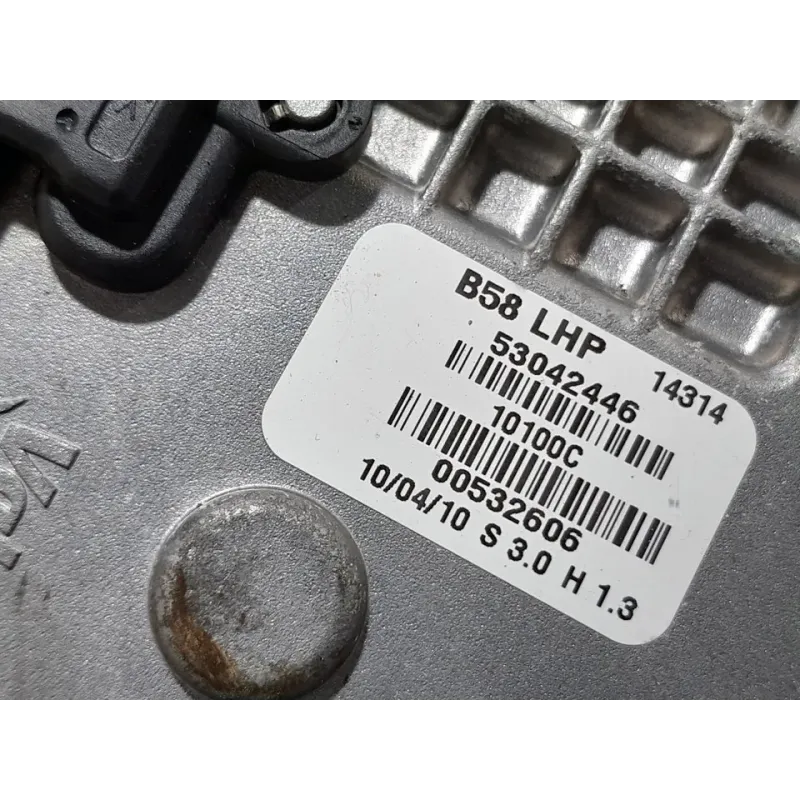 B58 LHP
53042446 14314
10100C
00532606
10/04/10 S 3.0 H 1.3